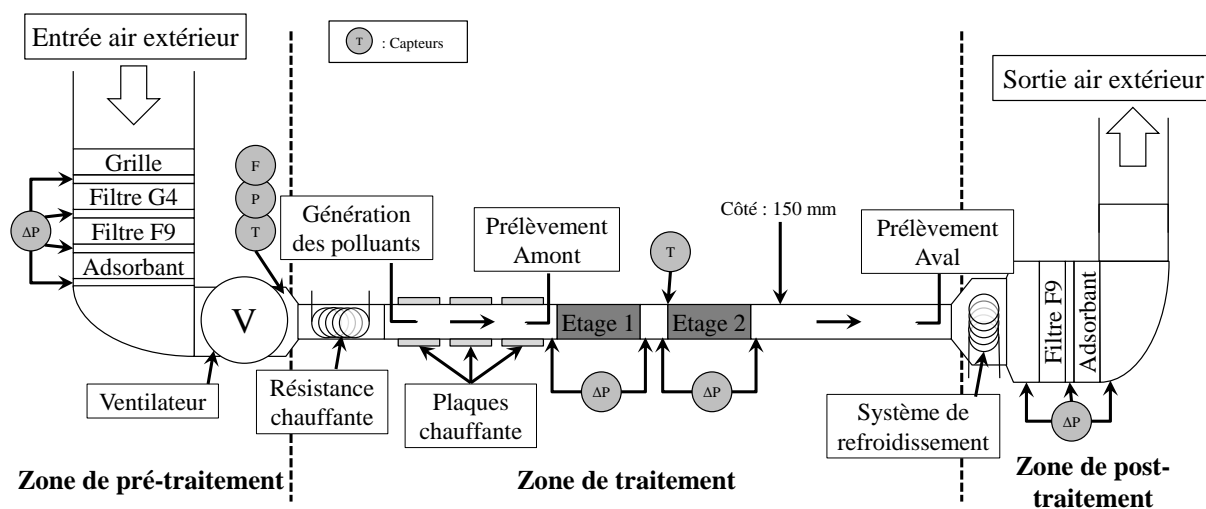 Entrée air extérieur
T : Capteurs
Sortie air extérieur
Grille
Filtre G4
Filtre F9
Adsorbant
ΔP
F
P
T
V
Ventilateur
Génération
des polluants
Résistance
chauffante
Plaques
chauffante
Prélèvement
Amont
Etage 1
Etage 2
T
ΔP
ΔP
Côté : 150 mm
Prélèvement
Aval
Système de
refroidissement
Filtre F9
Adsorbant
ΔP
Zone de pré-traitement
Zone de traitement
Zone de post-
traitement